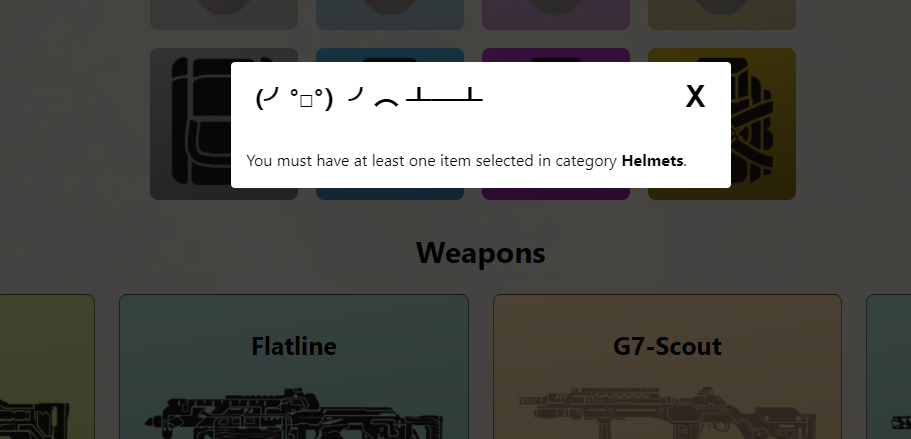 (╯°□°)╯︵ ┻━┻
X
You must have at least one item selected in category Helmets.
Weapons
Flatline
G7-Scout